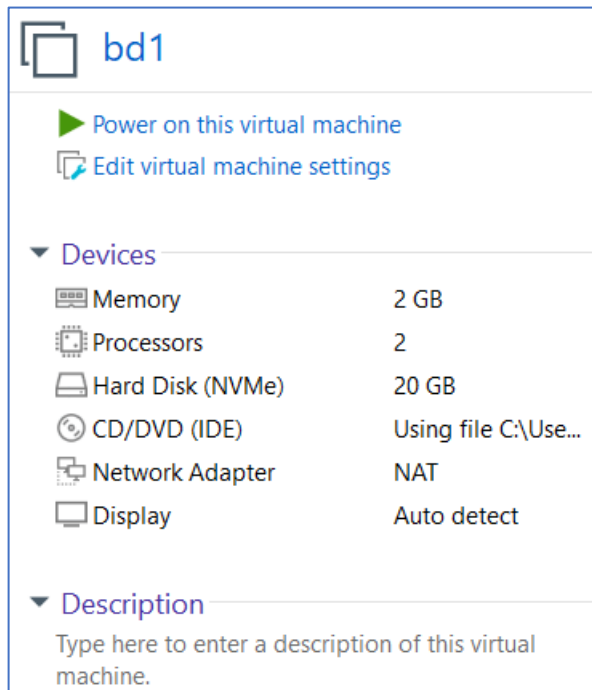 bd1
Power on this virtual machine
Edit virtual machine settings
Devices
Memory 2 GB
Processors 2
Hard Disk (NVMe) 20 GB
CD/DVD (IDE) Using file C:\Use...
Network Adapter NAT
Display Auto detect
Description
Type here to enter a description of this virtual
machine.